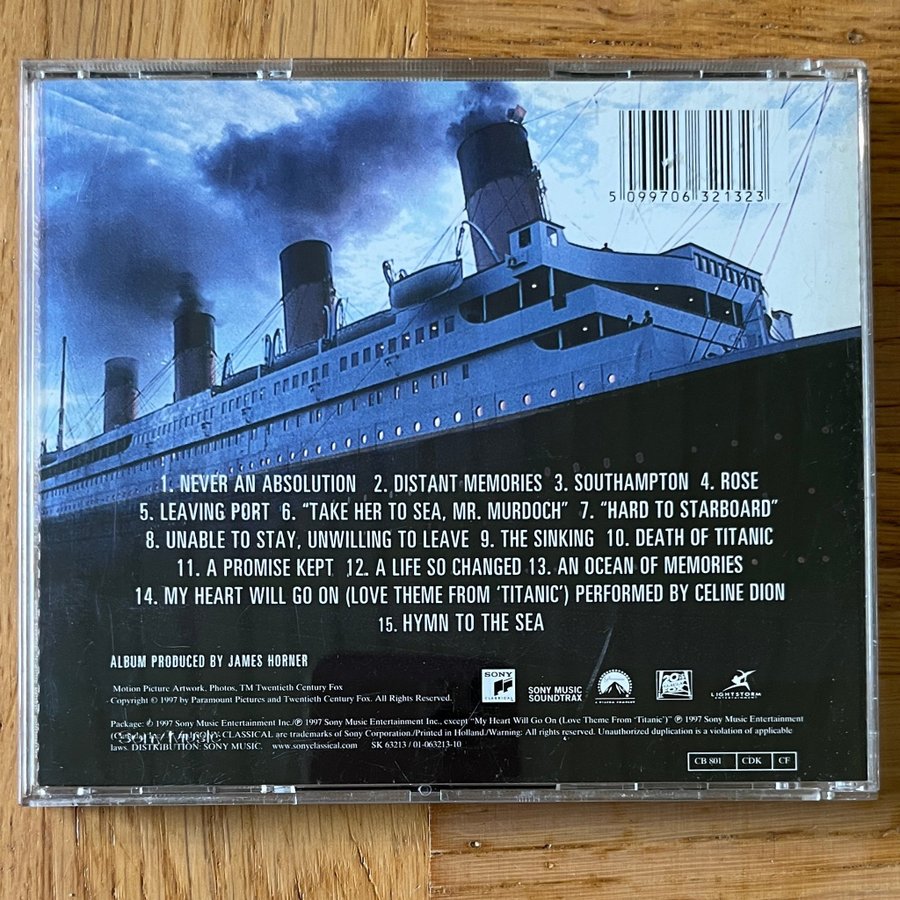 5 099706 321323
1. NEVER AN ABSOLUTION 2. DISTANT MEMORIES 3. SOUTHAMPTON 4. ROSE
5. LEAVING PORT 6. “TAKE HER TO SEA, MR. MURDOCH” 7. “HARD TO STARBOARD”
8. UNABLE TO STAY, UNWILLING TO LEAVE 9. THE SINKING 10. DEATH OF TITANIC
11. A PROMISE KEPT 12. A LIFE SO CHANGED 13. AN OCEAN OF MEMORIES
14. MY HEART WILL GO ON (LOVE THEME FROM ‘TITANIC’) PERFORMED BY CELINE DION
15. HYMN TO THE SEA
ALBUM PRODUCED BY JAMES HORNER
Motion Picture Artwork, Photos, TM Twentieth Century Fox
Copyright © 1997 by Paramount Pictures and Twentieth Century Fox. All Rights Reserved.
SONY
CLASSICAL
SONY MUSIC
SOUNDTRAX
LIGHTSTORM
ENTERTAINMENT
Package: © 1997 Sony Music Entertainment Inc./℗ 1997 Sony Music Entertainment Inc., except “My Heart Will Go On (Love Theme From ‘Titanic’)” ℗ 1997 Sony Music Entertainment
CLASSICAL are trademarks of Sony Corporation/Printed in Holland/Warning: All rights reserved. Unauthorized duplication is a violation of applicable
laws. DISTRIBUTION: SONY MUSIC. www.sonyclassical.com SK 63213 / 01-063213-10
Sony Music
CB 801 CDK CF